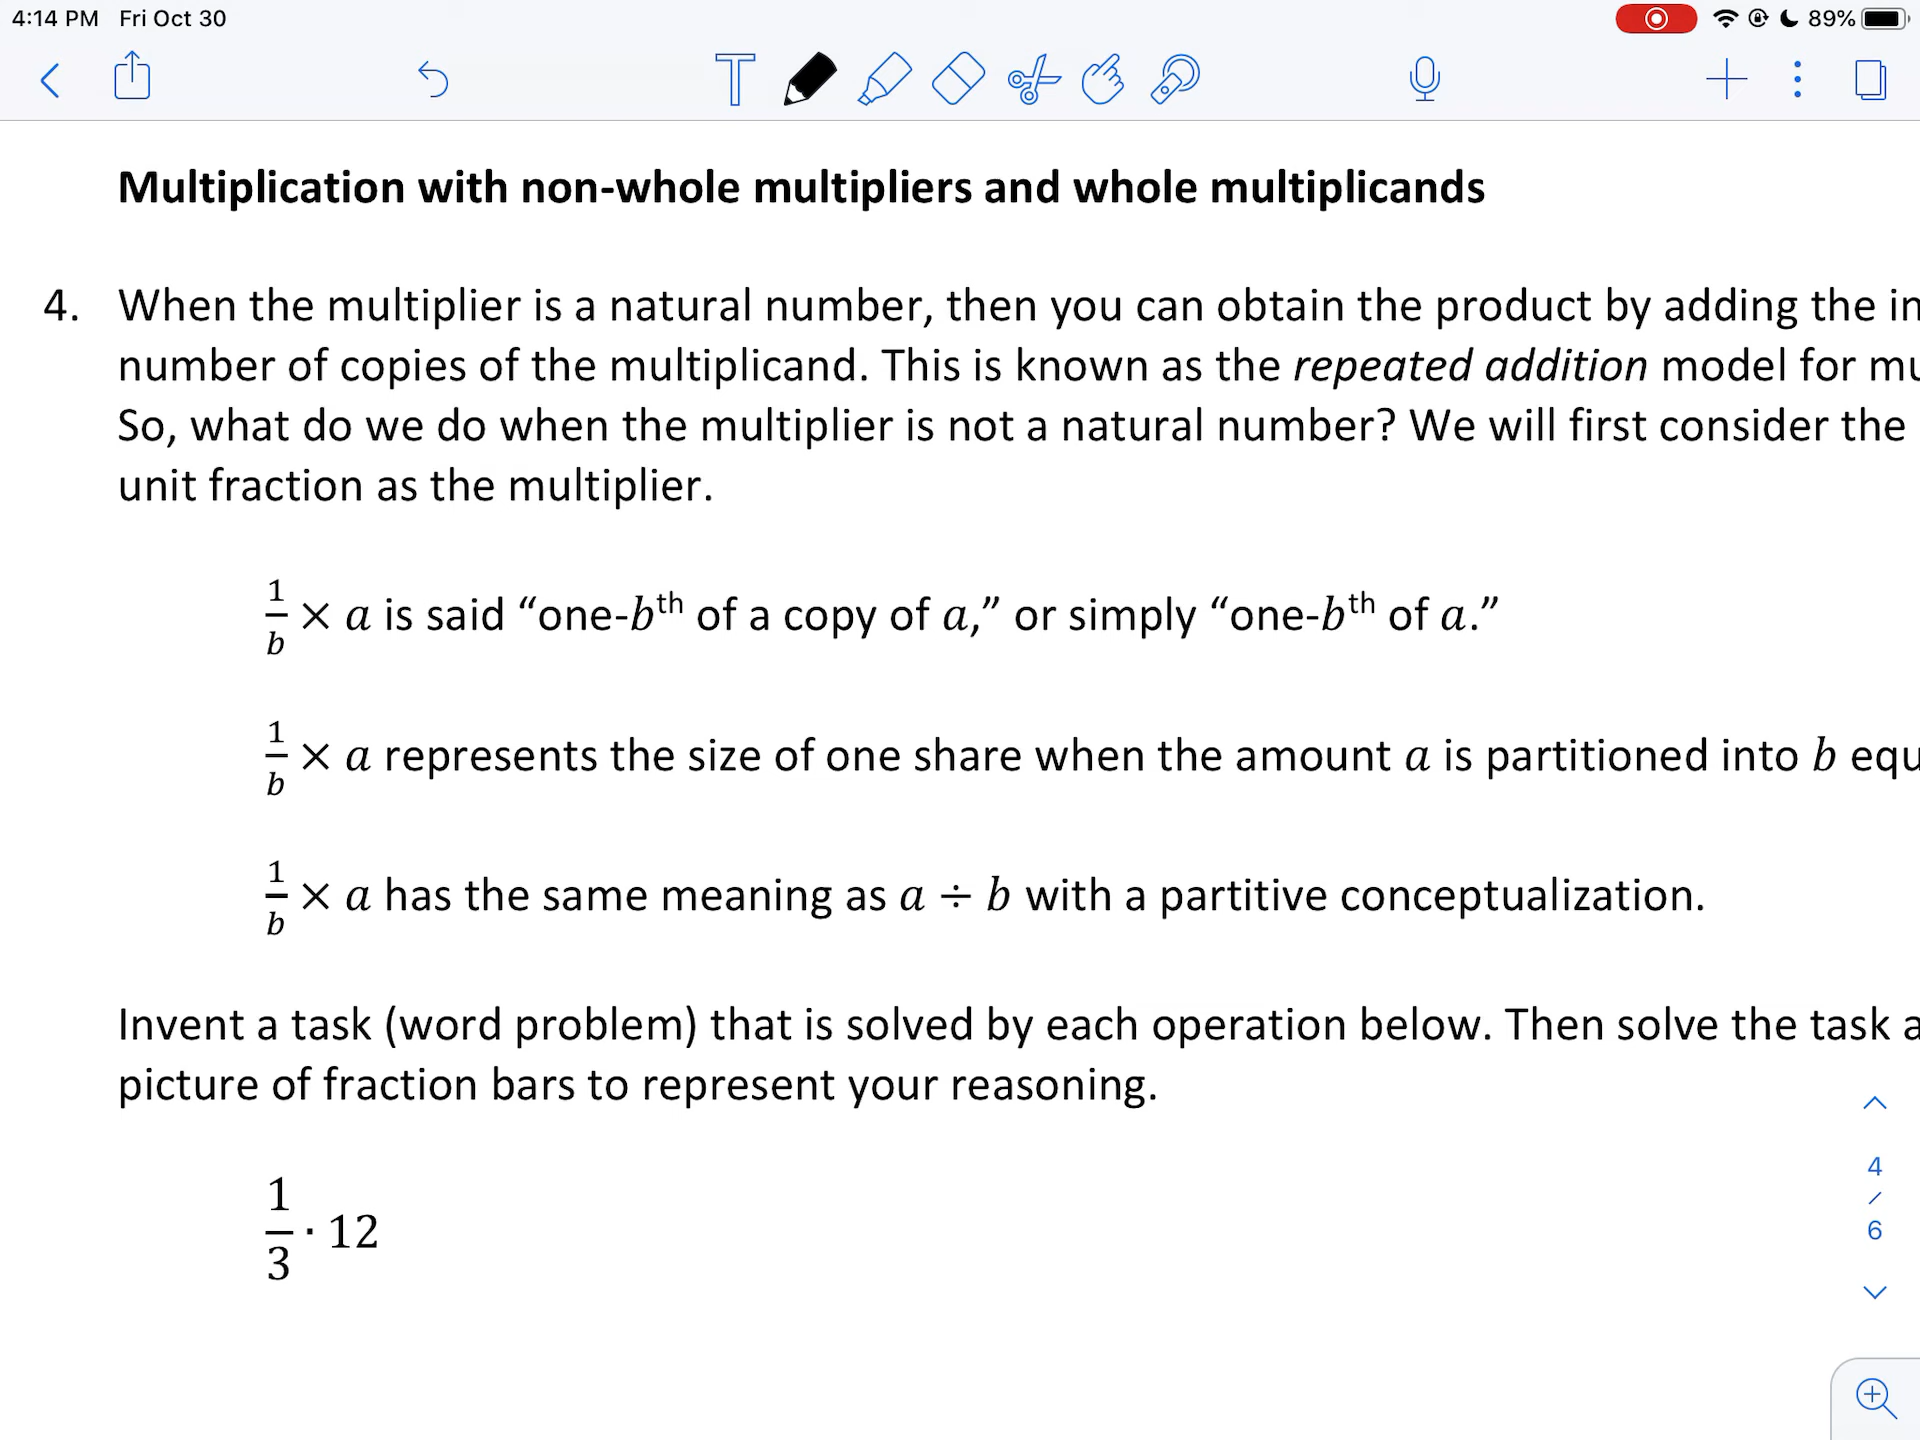 4:14 PM Fri Oct 30 89%
Multiplication with non-whole multipliers and whole multiplicands
4. When the multiplier is a natural number, then you can obtain the product by adding the in
number of copies of the multiplicand. This is known as the repeated addition model for mu
So, what do we do when the multiplier is not a natural number? We will first consider the
unit fraction as the multiplier.
1/b × a is said “one-bᵗʰ of a copy of a,” or simply “one-bᵗʰ of a.”
1/b × a represents the size of one share when the amount a is partitioned into b equ
1/b × a has the same meaning as a ÷ b with a partitive conceptualization.
Invent a task (word problem) that is solved by each operation below. Then solve the task a
picture of fraction bars to represent your reasoning.
1/3 · 12
4
/
6